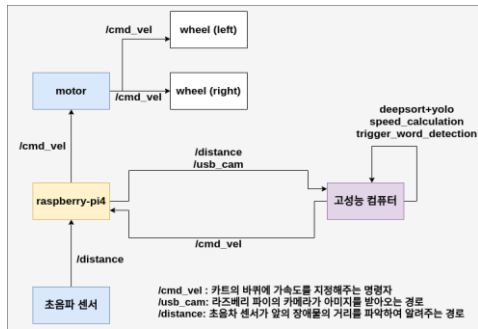 /cmd_vel
wheel (left)
motor
/cmd_vel
wheel (right)
/cmd_vel
deepsort+yolo
speed_calculation
trigger_word_detection
/distance
/usb_cam
raspberry-pi4
고성능 컴퓨터
/cmd_vel
/distance
초음파 센서
/cmd_vel : 카트의 바퀴에 가속도를 지정해주는 명령자
/usb_cam: 라즈베리 파이의 카메라가 이미지를 받아오는 경로
/distance: 초음차 센서가 앞의 장애물의 거리를 파악하여 알려주는 경로